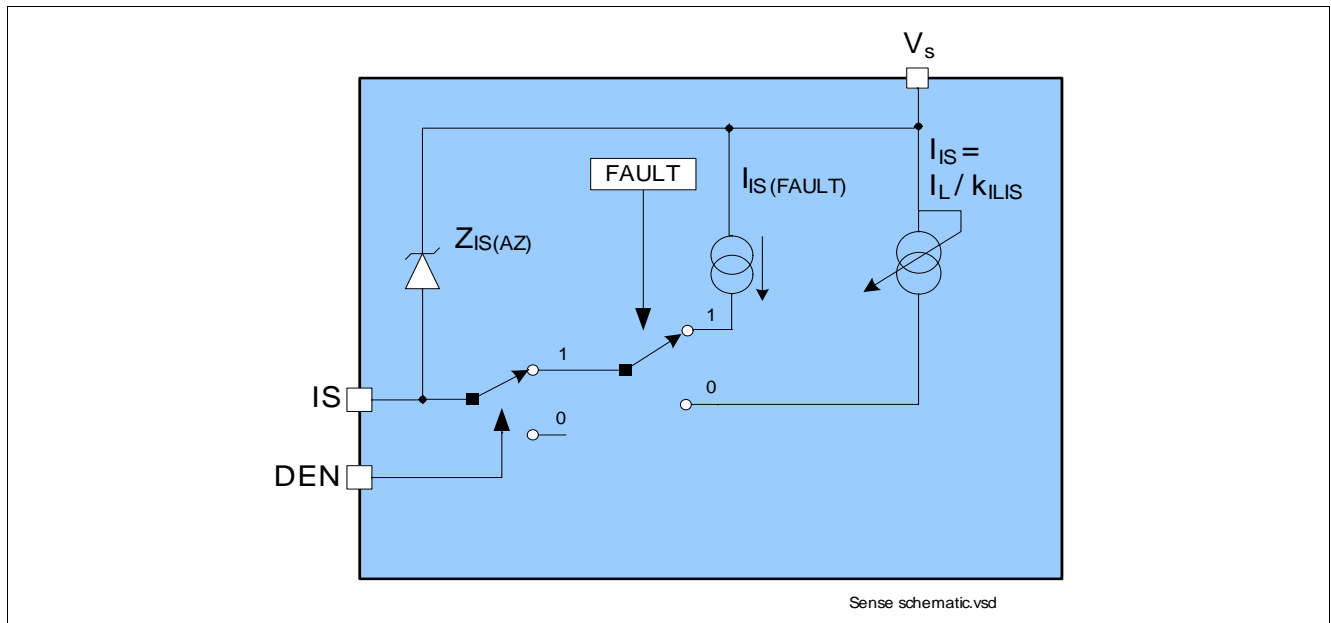 Vs
IIS =
IL / kILIS
FAULT
IIS(FAULT)
ZIS(AZ)
1
1
0
IS
0
DEN
Sense schematic.vsd